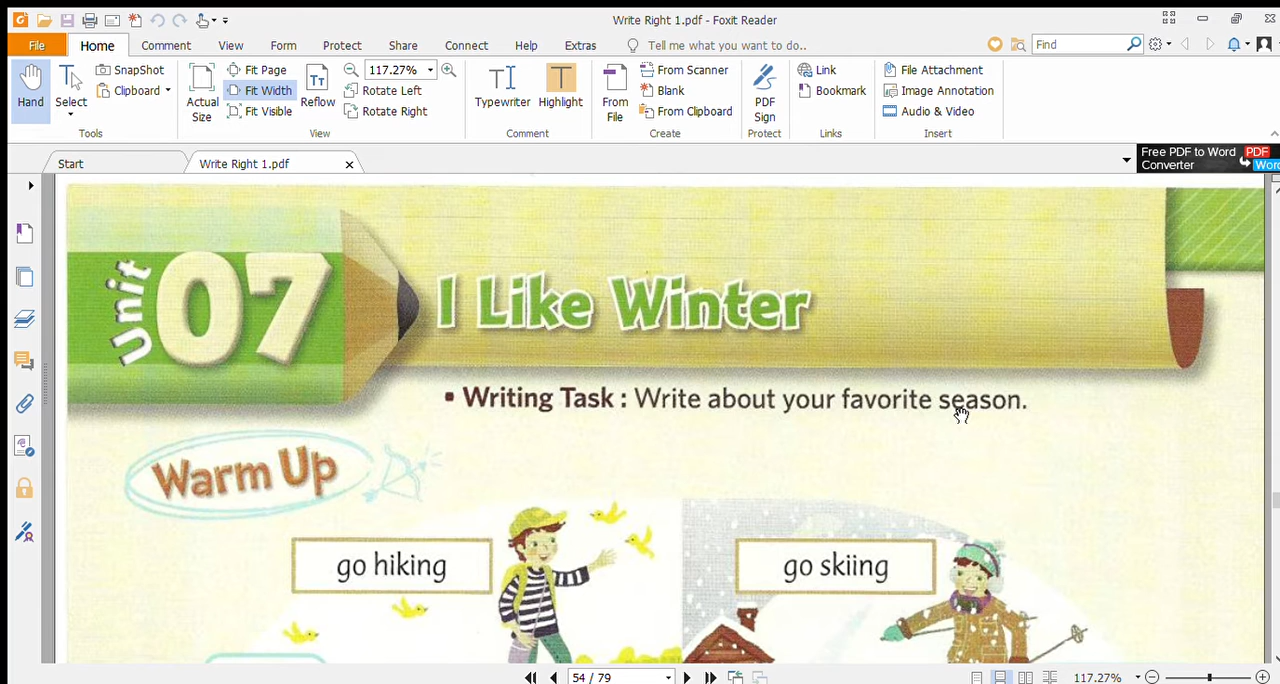 Write Right 1.pdf - Foxit Reader
File Home Comment View Form Protect Share Connect Help Extras Tell me what you want to do.. Find
Hand
Select
SnapShot
Clipboard
Tools
Actual Size
Fit Page
Fit Width
Fit Visible
Reflow
117.27%
Rotate Left
Rotate Right
View
Typewriter
Highlight
Comment
From File
From Scanner
Blank
From Clipboard
Create
PDF Sign
Protect
Link
Bookmark
Links
File Attachment
Image Annotation
Audio & Video
Insert
Start
Write Right 1.pdf
Free PDF to Word PDF
Converter Word
Unit 07
I Like Winter
• Writing Task : Write about your favorite season.
Warm Up
go hiking
go skiing
54 / 79
117.27%